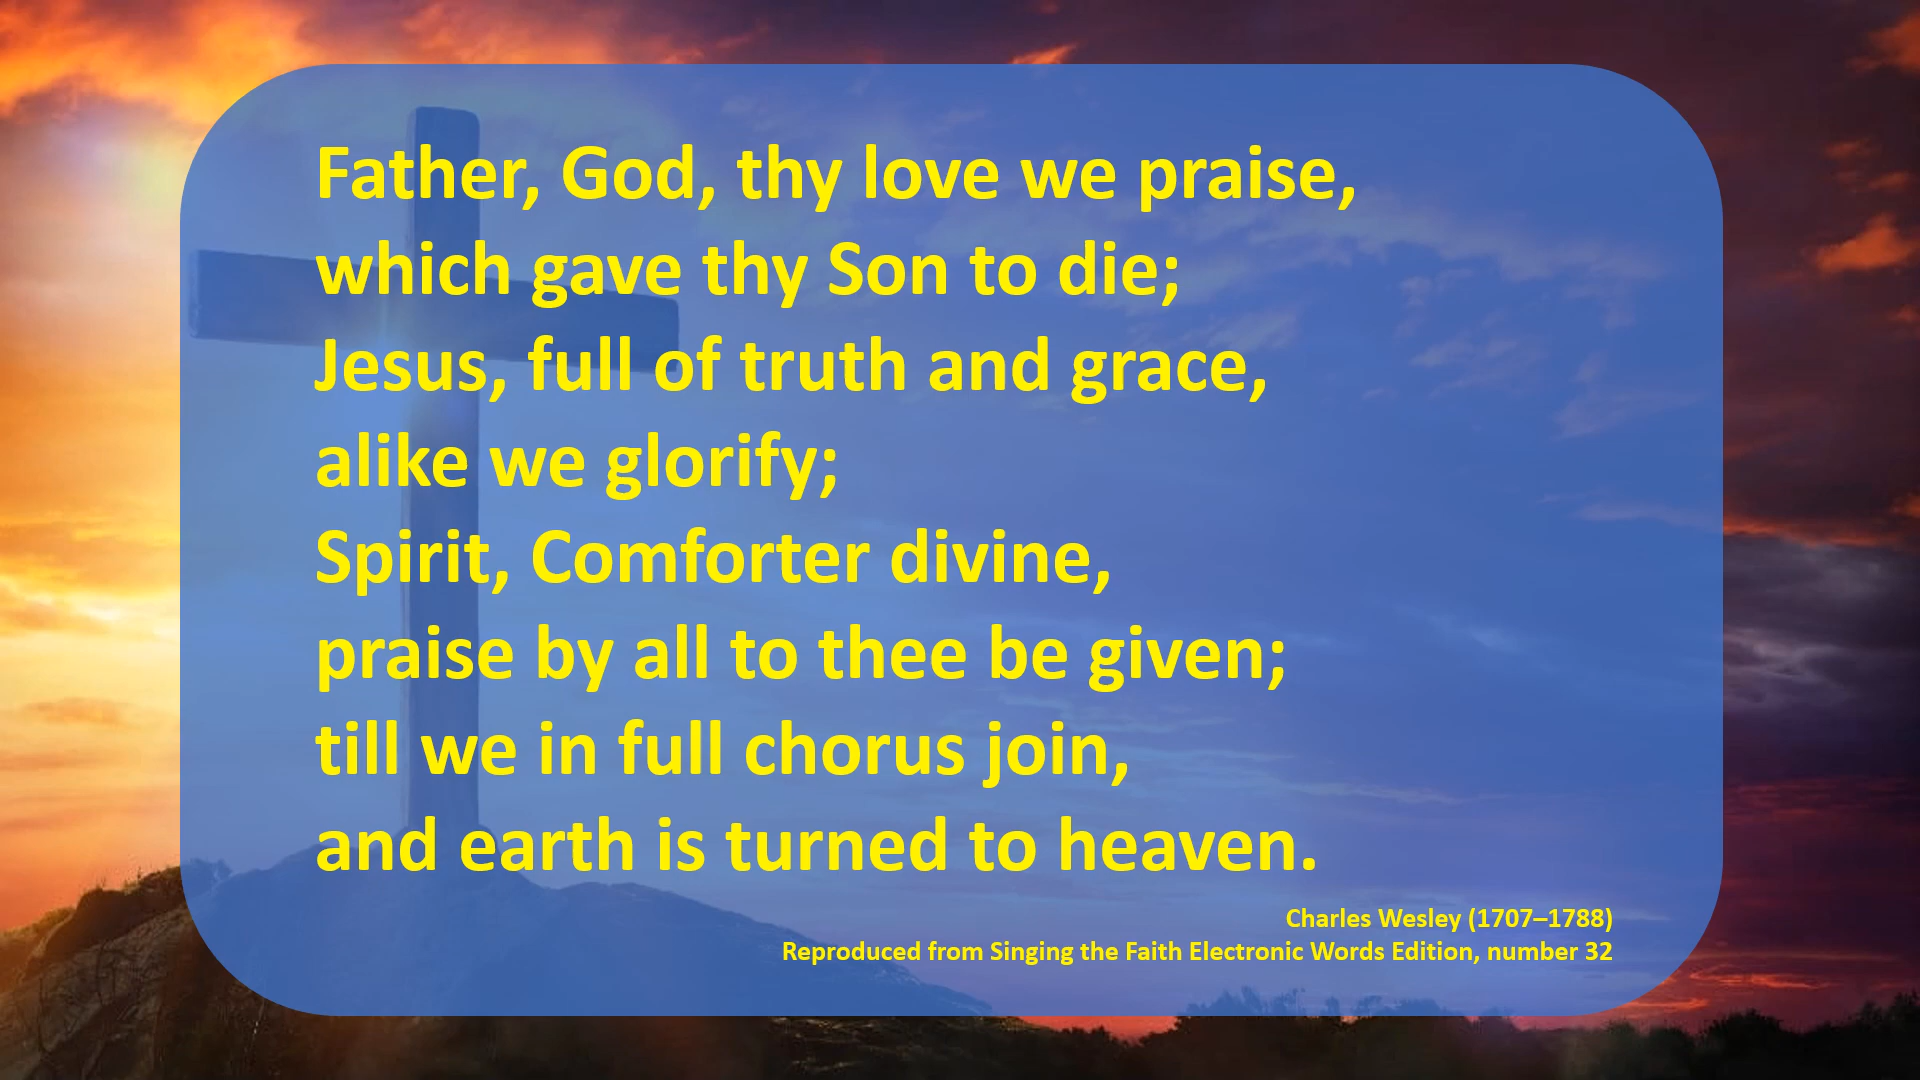 Father, God, thy love we praise,
which gave thy Son to die;
Jesus, full of truth and grace,
alike we glorify;
Spirit, Comforter divine,
praise by all to thee be given;
till we in full chorus join,
and earth is turned to heaven.
Charles Wesley (1707–1788)
Reproduced from Singing the Faith Electronic Words Edition, number 32